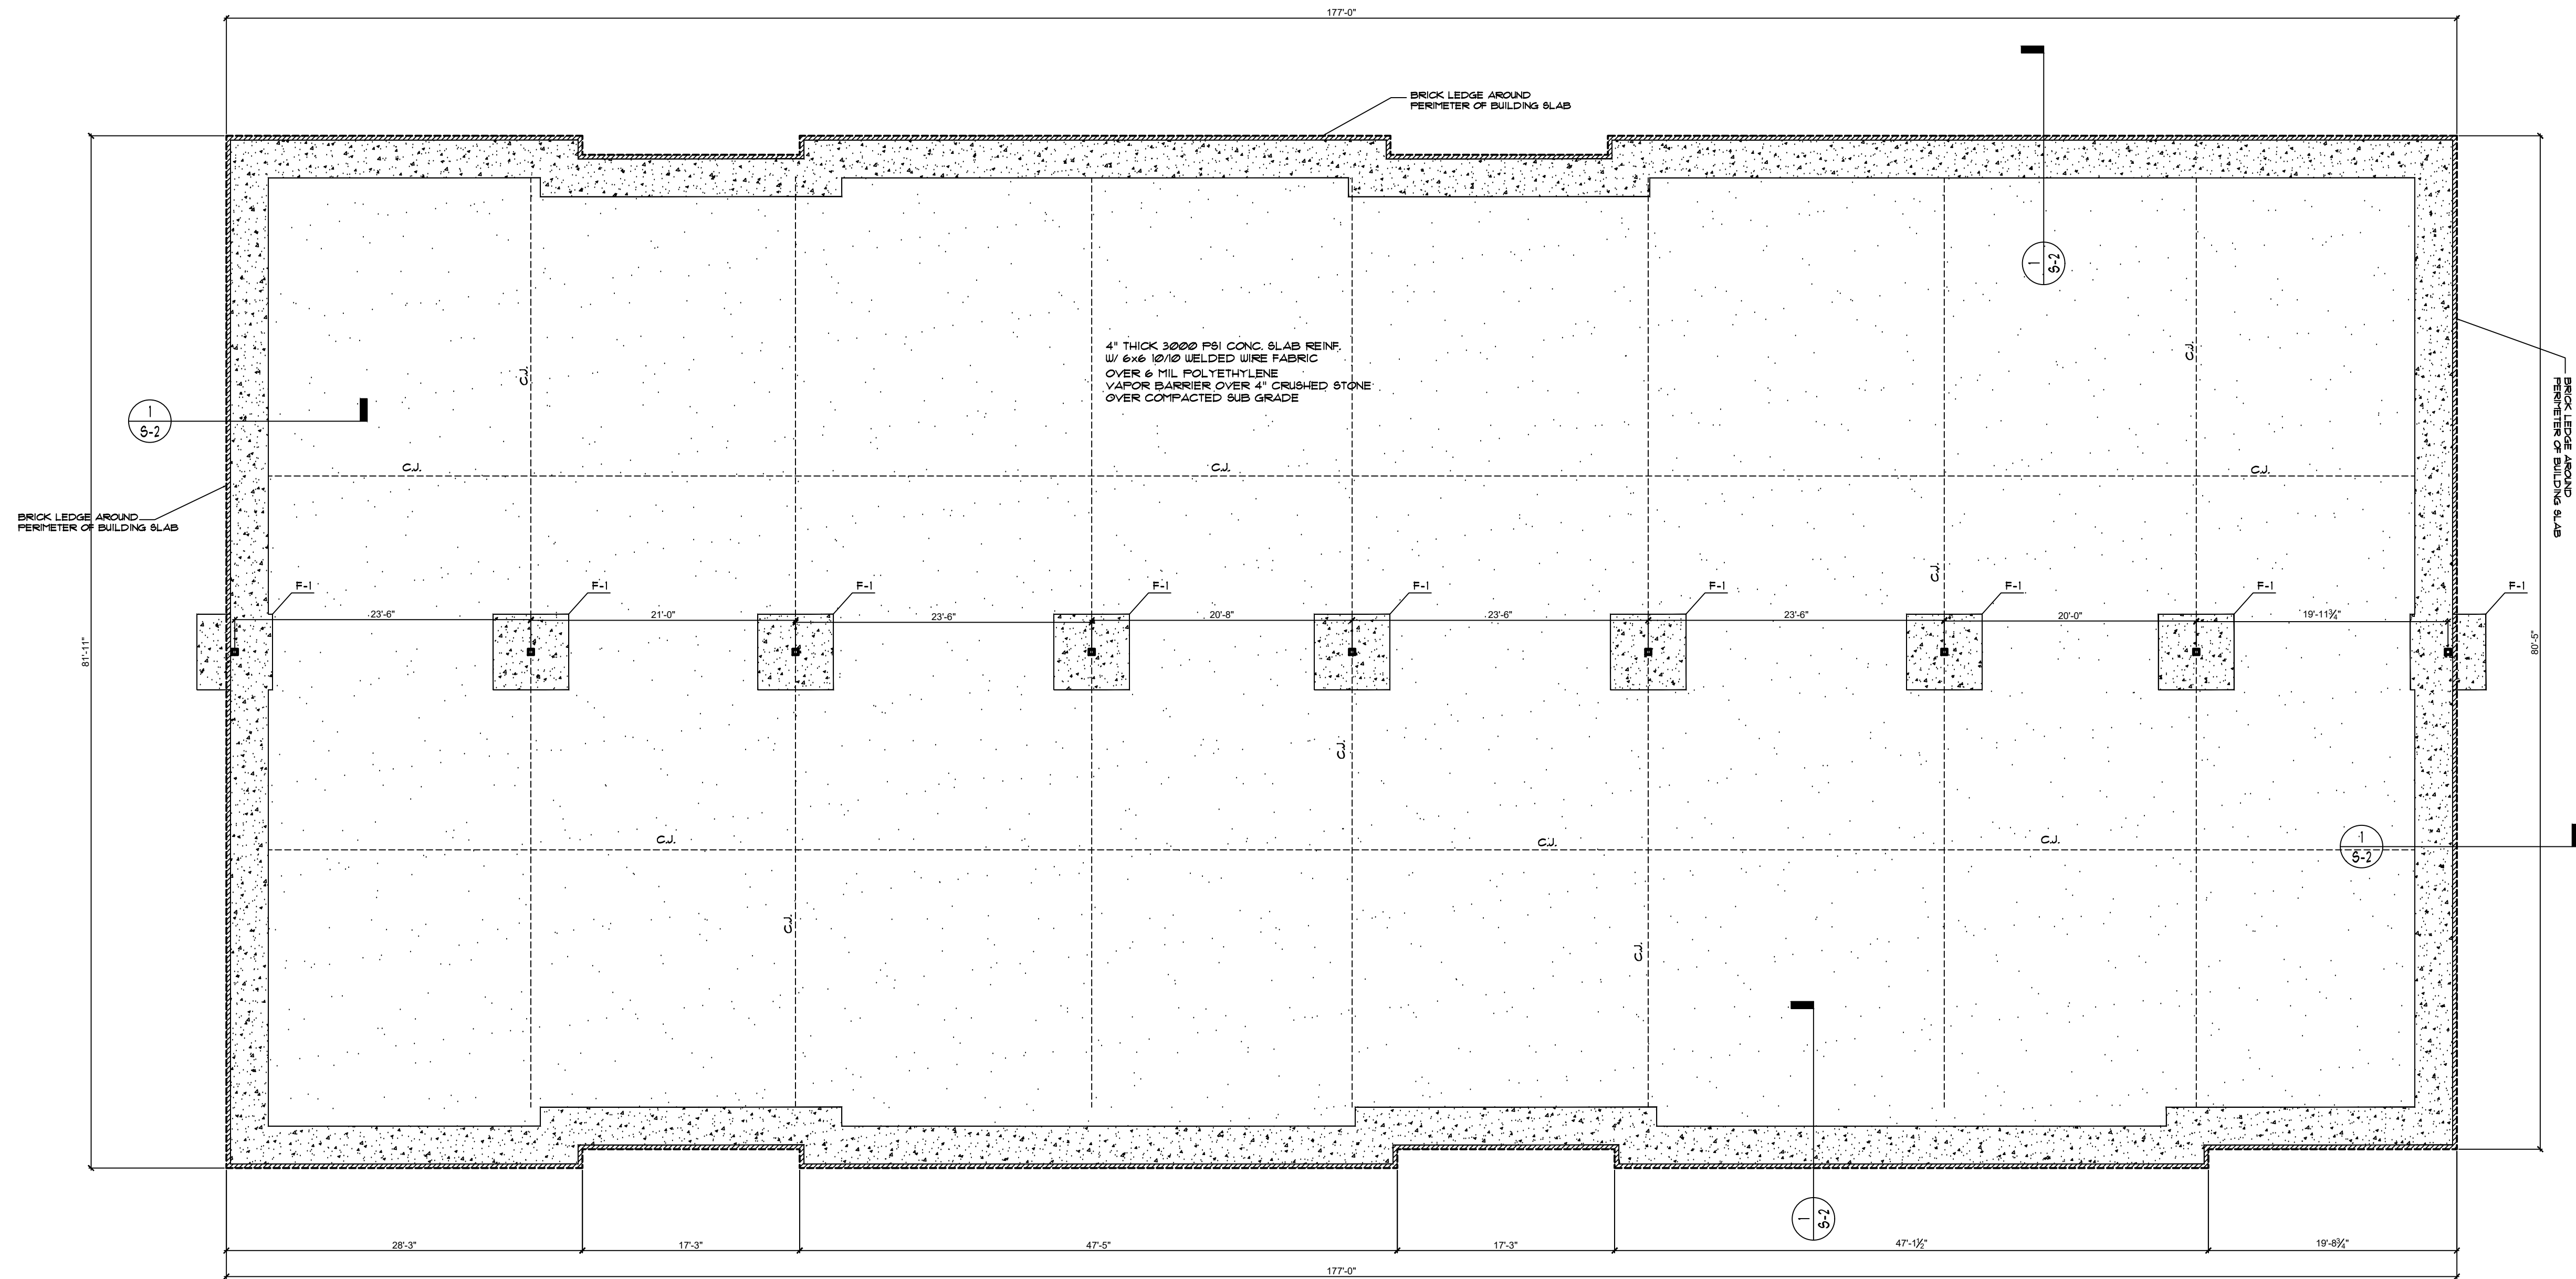 177'-0"
BRICK LEDGE AROUND
PERIMETER OF BUILDING SLAB
1
S-2
4" THICK 3000 PSI CONC. SLAB REINF.
W/ 6x6 10/10 WELDED WIRE FABRIC
OVER 6 MIL POLYETHYLENE
VAPOR BARRIER OVER 4" CRUSHED STONE
OVER COMPACTED SUB GRADE
C.J.
C.J.
BRICK LEDGE AROUND
PERIMETER OF BUILDING SLAB
1
S-2
C.J.
C.J.
C.J.
BRICK LEDGE AROUND
PERIMETER OF BUILDING SLAB
C.J.
F-1
F-1
F-1
F-1
F-1
F-1
F-1
F-1
F-1
23'-6"
21'-0"
23'-6"
20'-8"
23'-6"
23'-6"
20'-0"
19'-11¾"
81'-11"
80'-5"
C.J.
C.J.
C.J.
C.J.
1
S-2
C.J.
C.J.
1
S-2
28'-3"
17'-3"
47'-5"
17'-3"
47'-1½"
19'-8¾"
177'-0"